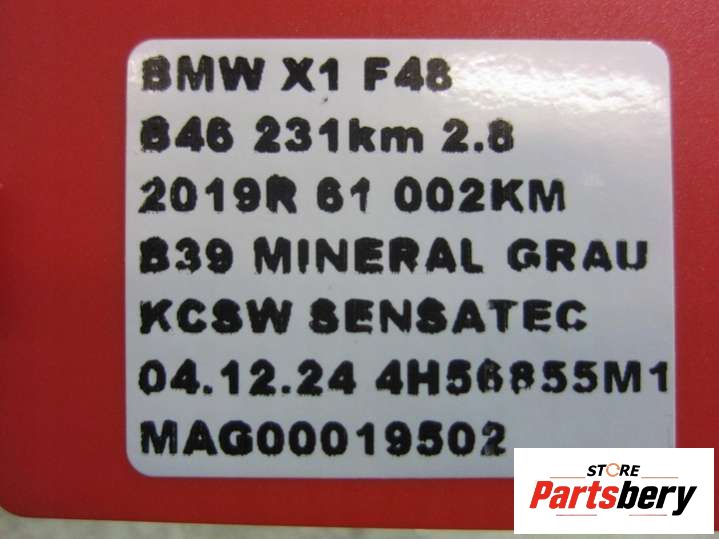 BMW X1 F48
B46 231km 2.8
2019R 61 002KM
B39 MINERAL GRAU
KCSW SENSATEC
04.12.24 4H56855M1
MAG00019502
STORE
Partsbery